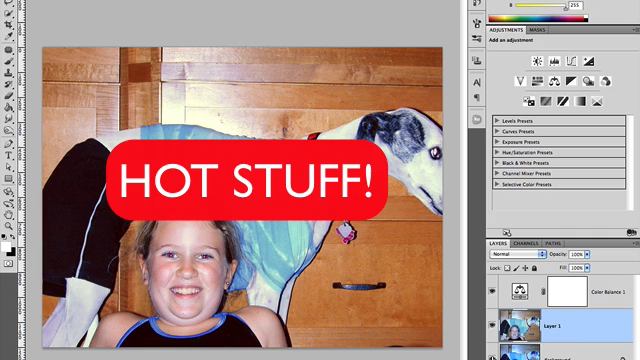 B
255
ADJUSTMENTS
MASKS
Add an adjustment
HOT STUFF!
Levels Presets
Curves Presets
Exposure Presets
Hue/Saturation Presets
Black & White Presets
Channel Mixer Presets
Selective Color Presets
LAYERS
CHANNELS
PATHS
Normal
Opacity: 100%
Lock:
Fill: 100%
Color Balance 1
Layer 1
Background